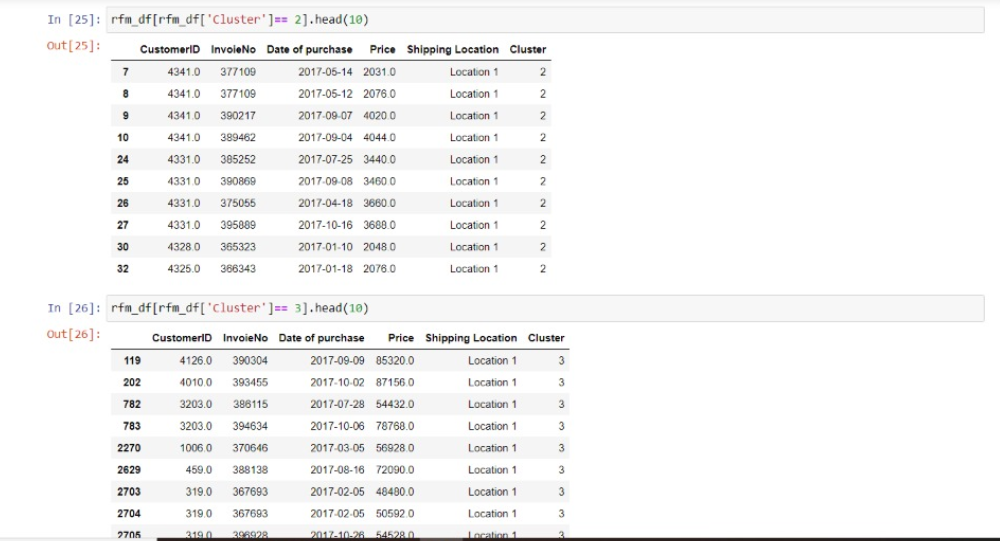 In [25]: rfm_df[rfm_df['Cluster']== 2].head(10)
Out[25]:
CustomerID InvoieNo Date of purchase Price Shipping Location Cluster
7 4341.0 377109 2017-05-14 2031.0 Location 1 2
8 4341.0 377109 2017-05-12 2076.0 Location 1 2
9 4341.0 390217 2017-09-07 4020.0 Location 1 2
10 4341.0 389462 2017-09-04 4044.0 Location 1 2
24 4331.0 385252 2017-07-25 3440.0 Location 1 2
25 4331.0 390869 2017-09-08 3460.0 Location 1 2
26 4331.0 375055 2017-04-18 3660.0 Location 1 2
27 4331.0 395889 2017-10-16 3688.0 Location 1 2
30 4328.0 365323 2017-01-10 2048.0 Location 1 2
32 4325.0 366343 2017-01-18 2076.0 Location 1 2
In [26]: rfm_df[rfm_df['Cluster']== 3].head(10)
Out[26]:
CustomerID InvoieNo Date of purchase Price Shipping Location Cluster
119 4126.0 390304 2017-09-09 85320.0 Location 1 3
202 4010.0 393455 2017-10-02 87156.0 Location 1 3
782 3203.0 386115 2017-07-28 54432.0 Location 1 3
783 3203.0 394634 2017-10-06 78768.0 Location 1 3
2270 1006.0 370646 2017-03-05 56928.0 Location 1 3
2629 459.0 388138 2017-08-16 72090.0 Location 1 3
2703 319.0 367693 2017-02-05 48480.0 Location 1 3
2704 319.0 367693 2017-02-05 50592.0 Location 1 3
2705 319.0 396928 2017-10-26 54528.0 Location 1 3